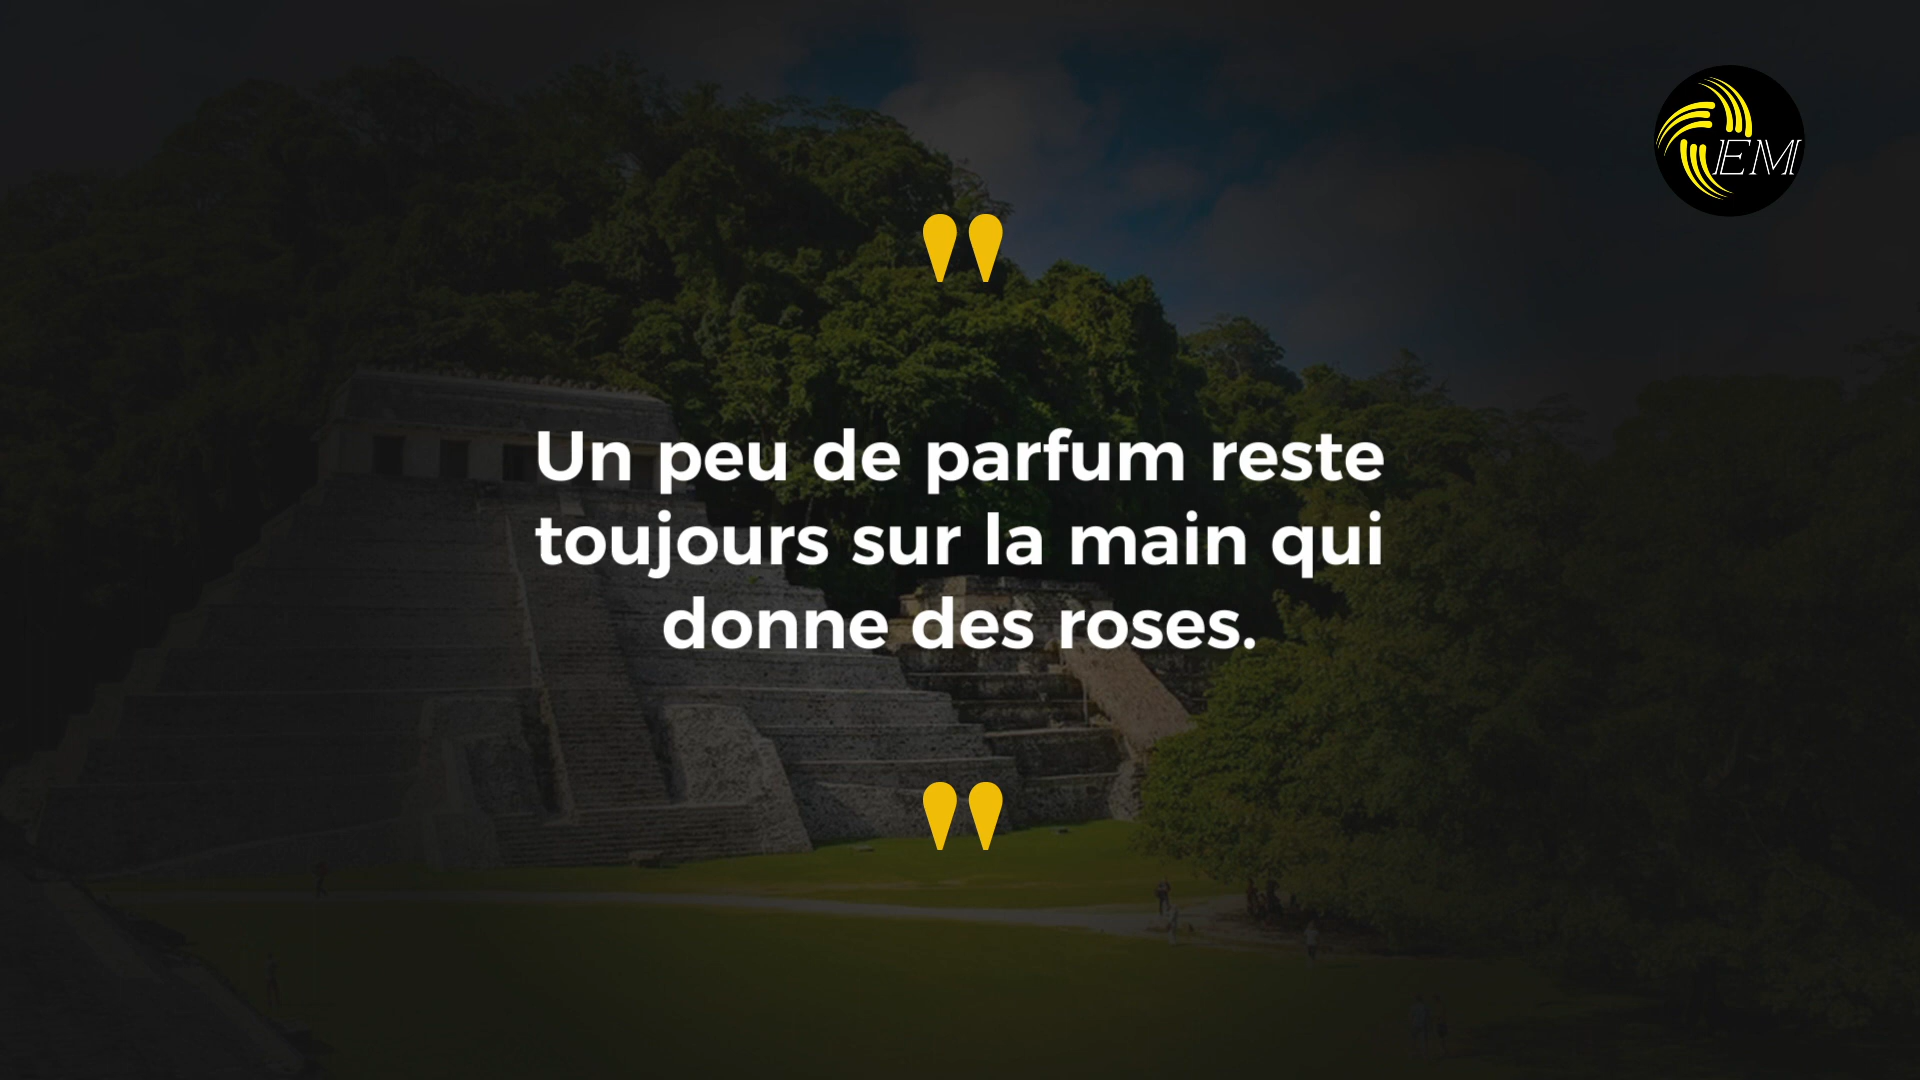 EM
"
Un peu de parfum reste
toujours sur la main qui
donne des roses.
"